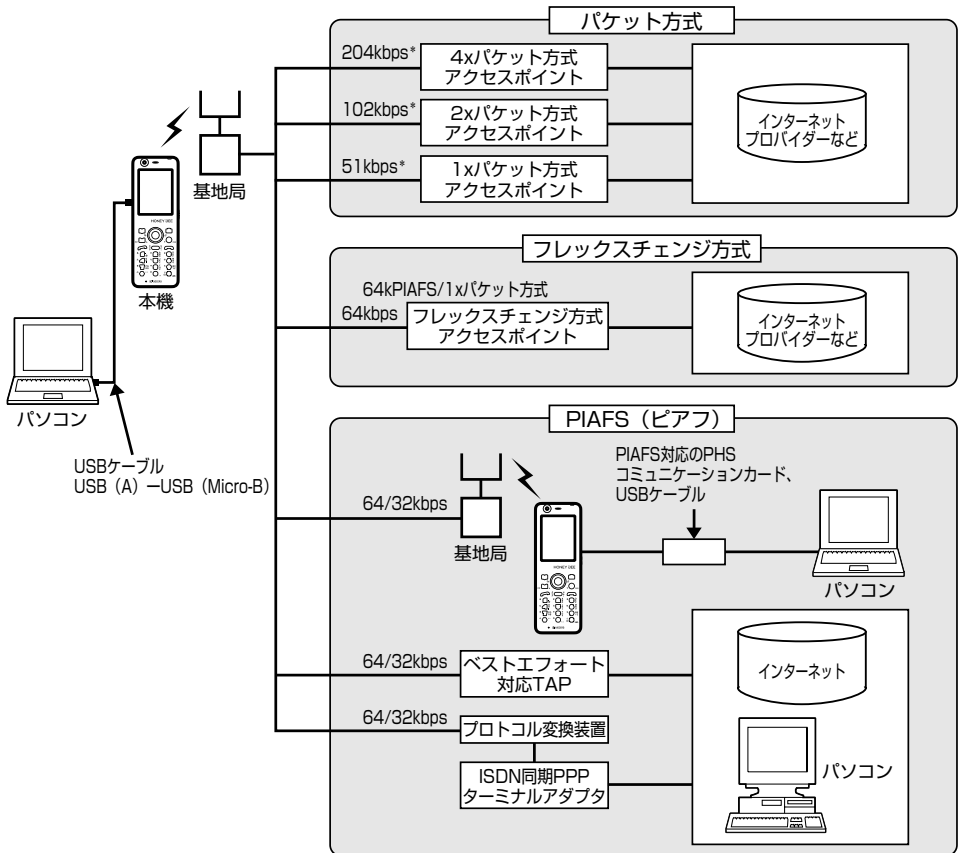 パケット方式
204kbps*
4xパケット方式
アクセスポイント
102kbps*
2xパケット方式
アクセスポイント
51kbps*
1xパケット方式
アクセスポイント
インターネット
プロバイダーなど
基地局
HONEY BEE
本機
パソコン
USBケーブル
USB（A）ーUSB（Micro-B）
フレックスチェンジ方式
64kPIAFS/1xパケット方式
64kbps
フレックスチェンジ方式
アクセスポイント
インターネット
プロバイダーなど
PIAFS（ピアフ）
PIAFS対応のPHS
コミュニケーションカード、
USBケーブル
64/32kbps
基地局
HONEY BEE
パソコン
64/32kbps
ベストエフォート
対応TAP
インターネット
64/32kbps
プロトコル変換装置
ISDN同期PPP
ターミナルアダプタ
パソコン